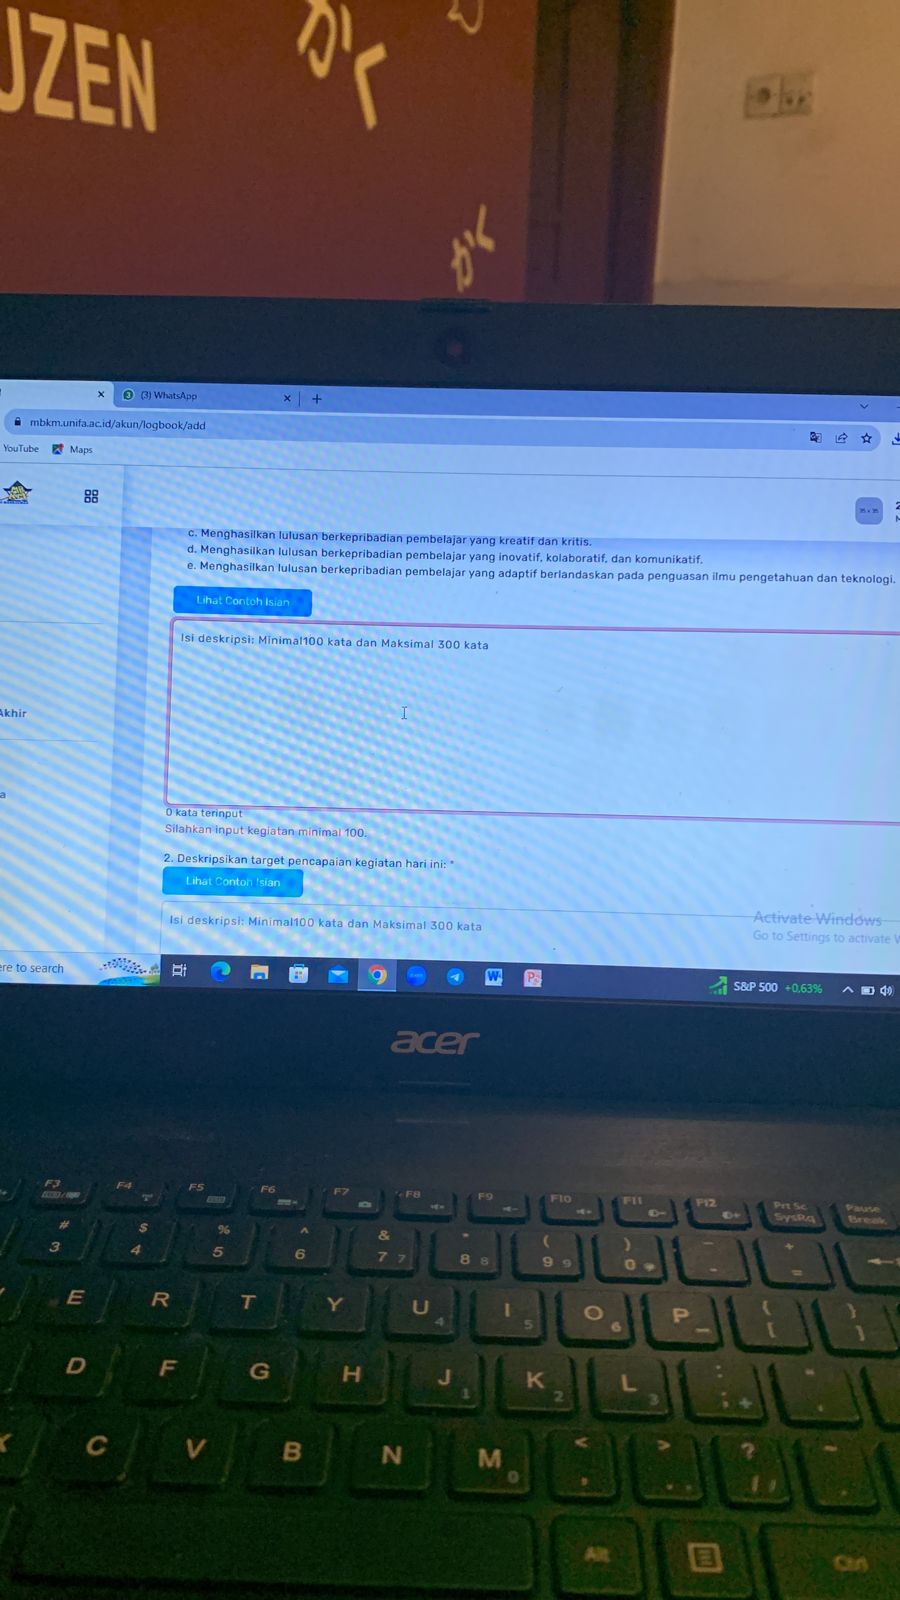 UZEN
(3) WhatsApp
mbkm.unifa.ac.id/akun/logbook/add
YouTube
Maps
c. Menghasilkan lulusan berkepribadian pembelajar yang kreatif dan kritis.
d. Menghasilkan lulusan berkepribadian pembelajar yang inovatif, kolaboratif, dan komunikatif.
e. Menghasilkan lulusan berkepribadian pembelajar yang adaptif berlandaskan pada penguasan ilmu pengetahuan dan teknologi.
Lihat Contoh Isian
Isi deskripsi: Minimal100 kata dan Maksimal 300 kata
Akhir
a
0 kata terinput
Silahkan input kegiatan minimal 100.
2. Deskripsikan target pencapaian kegiatan hari ini: *
Lihat Contoh Isian
Isi deskripsi: Minimal100 kata dan Maksimal 300 kata
Activate Windows
Go to Settings to activate
ere to search
S&P 500 +0,63%
acer
F3 F4 F5 F6 F7 F8 F9 F10 F11 F12 Prt Sc SysRq Pause Break
# 3 $ 4 % 5 ^ 6 & 7 7 * 8 8 ( 9 9 ) 0 _ - + =
E R T Y U 4 I 5 O 6 P { [ } ]
D F G H J 1 K 2 L 3 : ; +
C V B N M 0 < , > . ? /
Alt Ctrl